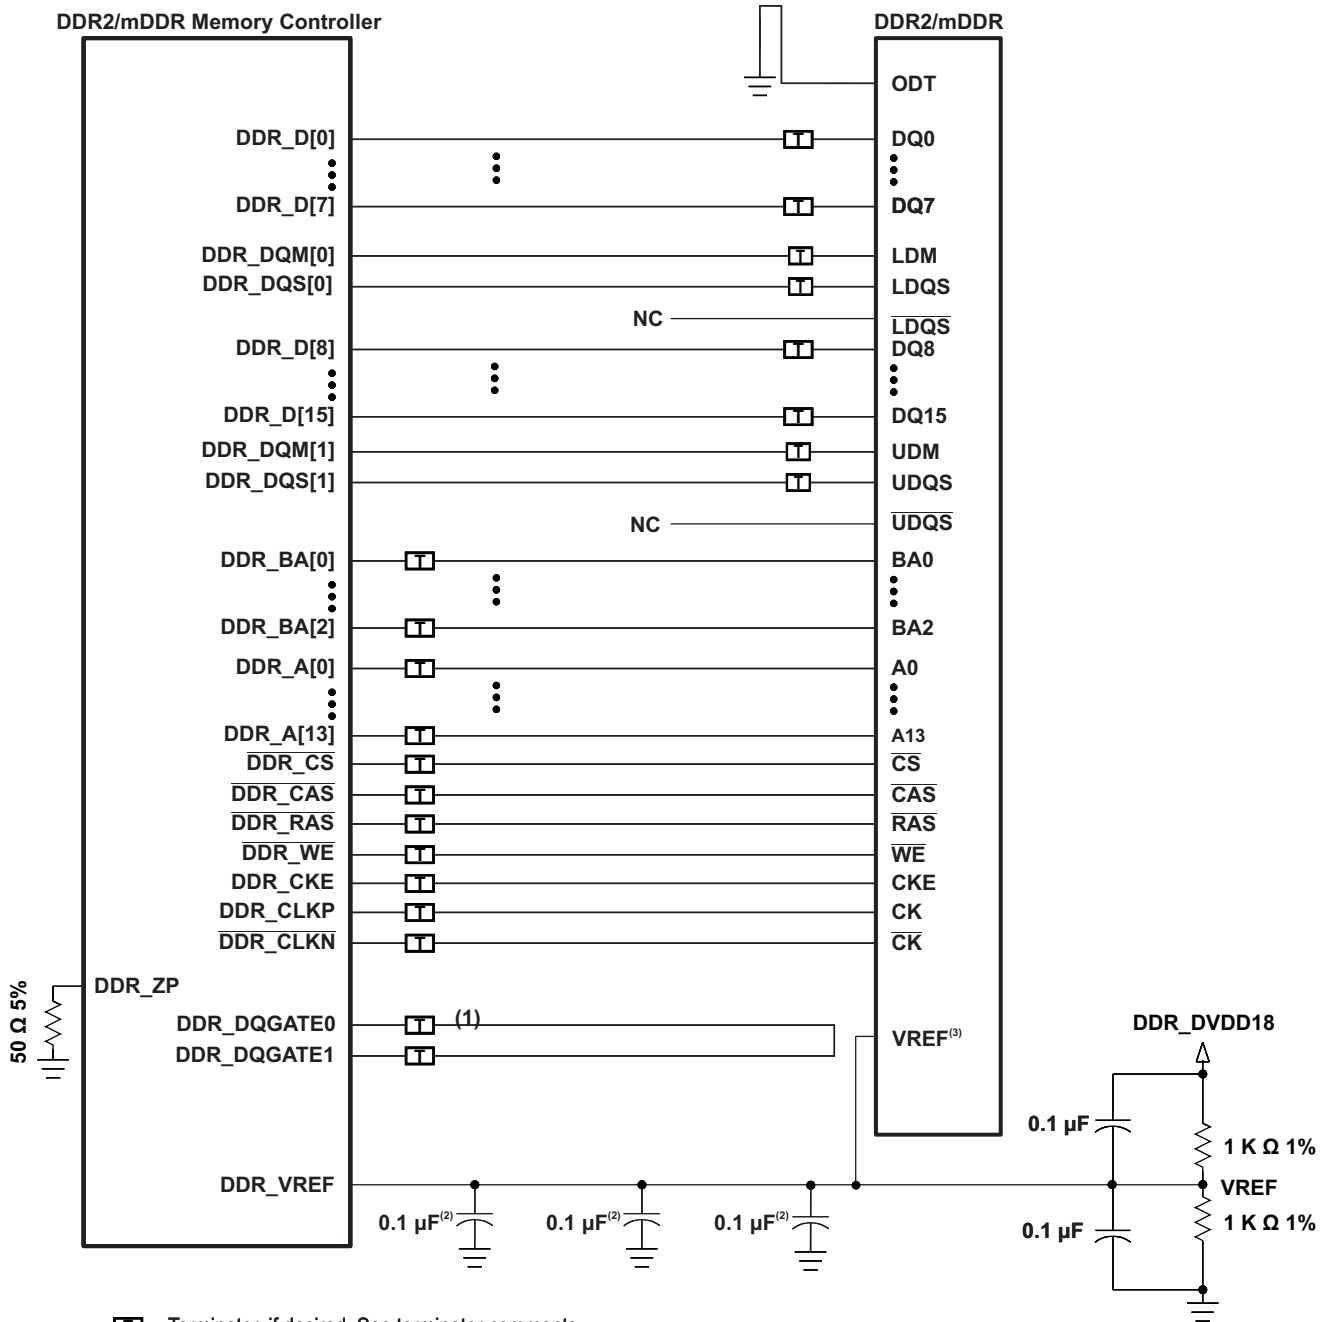 DDR2/mDDR Memory Controller
DDR2/mDDR
ODT
DDR_D[0]
T
DQ0
DDR_D[7]
T
DQ7
DDR_DQM[0]
T
LDM
DDR_DQS[0]
T
LDQS
NC
LDQS
DDR_D[8]
T
DQ8
DDR_D[15]
T
DQ15
DDR_DQM[1]
T
UDM
DDR_DQS[1]
T
UDQS
NC
UDQS
DDR_BA[0]
T
BA0
DDR_BA[2]
T
BA2
DDR_A[0]
T
A0
DDR_A[13]
T
A13
DDR_CS
T
CS
DDR_CAS
T
CAS
DDR_RAS
T
RAS
DDR_WE
T
WE
DDR_CKE
T
CKE
DDR_CLKP
T
CK
DDR_CLKN
T
CK
DDR_ZP
50 Ω 5%
DDR_DQGATE0
T
(1)
DDR_DQGATE1
T
VREF(3)
DDR_DVDD18
0.1 µF
1 K Ω 1%
DDR_VREF
VREF
0.1 µF(2)
0.1 µF(2)
0.1 µF(2)
0.1 µF
1 K Ω 1%